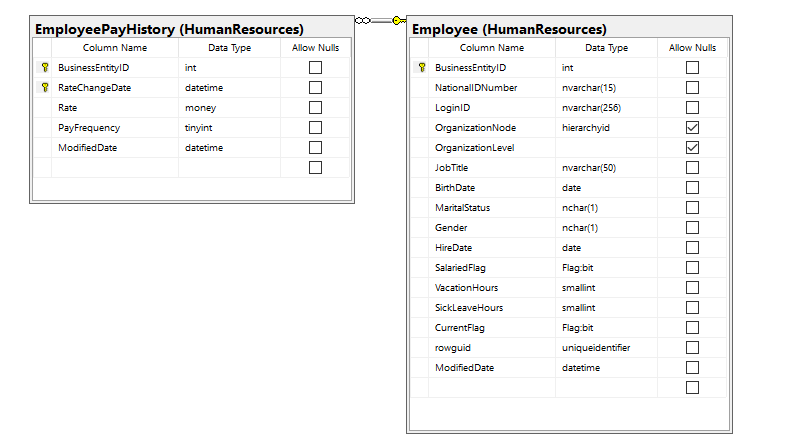 EmployeePayHistory (HumanResources)
Column Name Data Type Allow Nulls
BusinessEntityID int
RateChangeDate datetime
Rate money
PayFrequency tinyint
ModifiedDate datetime
Employee (HumanResources)
Column Name Data Type Allow Nulls
BusinessEntityID int
NationalIDNumber nvarchar(15)
LoginID nvarchar(256)
OrganizationNode hierarchyid
OrganizationLevel
JobTitle nvarchar(50)
BirthDate date
MaritalStatus nchar(1)
Gender nchar(1)
HireDate date
SalariedFlag Flag:bit
VacationHours smallint
SickLeaveHours smallint
CurrentFlag Flag:bit
rowguid uniqueidentifier
ModifiedDate datetime